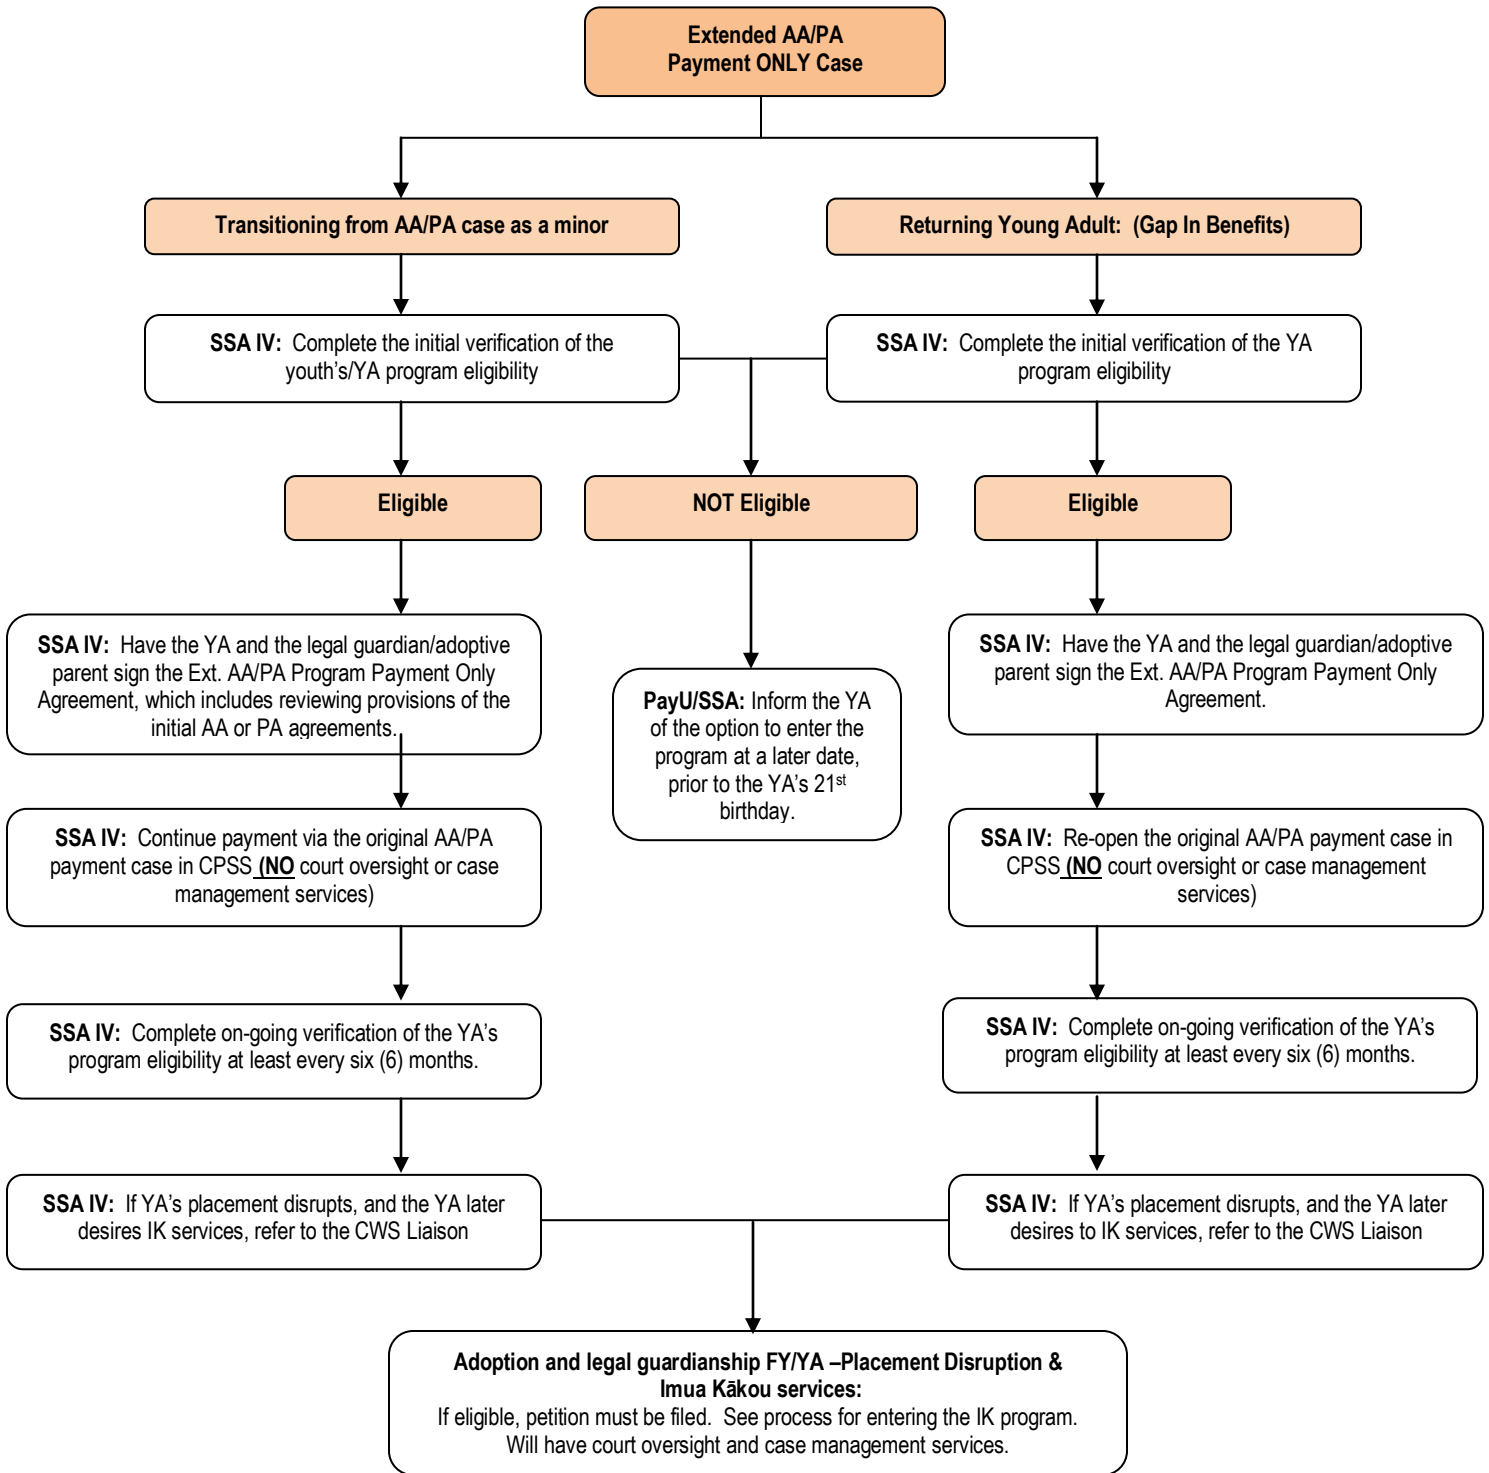 Extended AA/PA
Payment ONLY Case
Transitioning from AA/PA case as a minor
Returning Young Adult:  (Gap In Benefits)
SSA IV:  Complete the initial verification of the
youth's/YA program eligibility
SSA IV:  Complete the initial verification of the YA
program eligibility
Eligible
NOT Eligible
Eligible
SSA IV:  Have the YA and the legal guardian/adoptive
parent sign the Ext. AA/PA Program Payment Only
Agreement, which includes reviewing provisions of the
initial AA or PA agreements.
PayU/SSA: Inform the YA
of the option to enter the
program at a later date,
prior to the YA's 21st
birthday.
SSA IV:  Have the YA and the legal guardian/adoptive
parent sign the Ext. AA/PA Program Payment Only
Agreement.
SSA IV:  Continue payment via the original AA/PA
payment case in CPSS (NO court oversight or case
management services)
SSA IV:  Re-open the original AA/PA payment case in
CPSS (NO court oversight or case management
services)
SSA IV:  Complete on-going verification of the YA's
program eligibility at least every six (6) months.
SSA IV:  Complete on-going verification of the YA's
program eligibility at least every six (6) months.
SSA IV:  If YA's placement disrupts, and the YA later
desires IK services, refer to the CWS Liaison
SSA IV:  If YA's placement disrupts, and the YA later
desires to IK services, refer to the CWS Liaison
Adoption and legal guardianship FY/YA –Placement Disruption &
Imua Kākou services:
If eligible, petition must be filed.  See process for entering the IK program.
Will have court oversight and case management services.